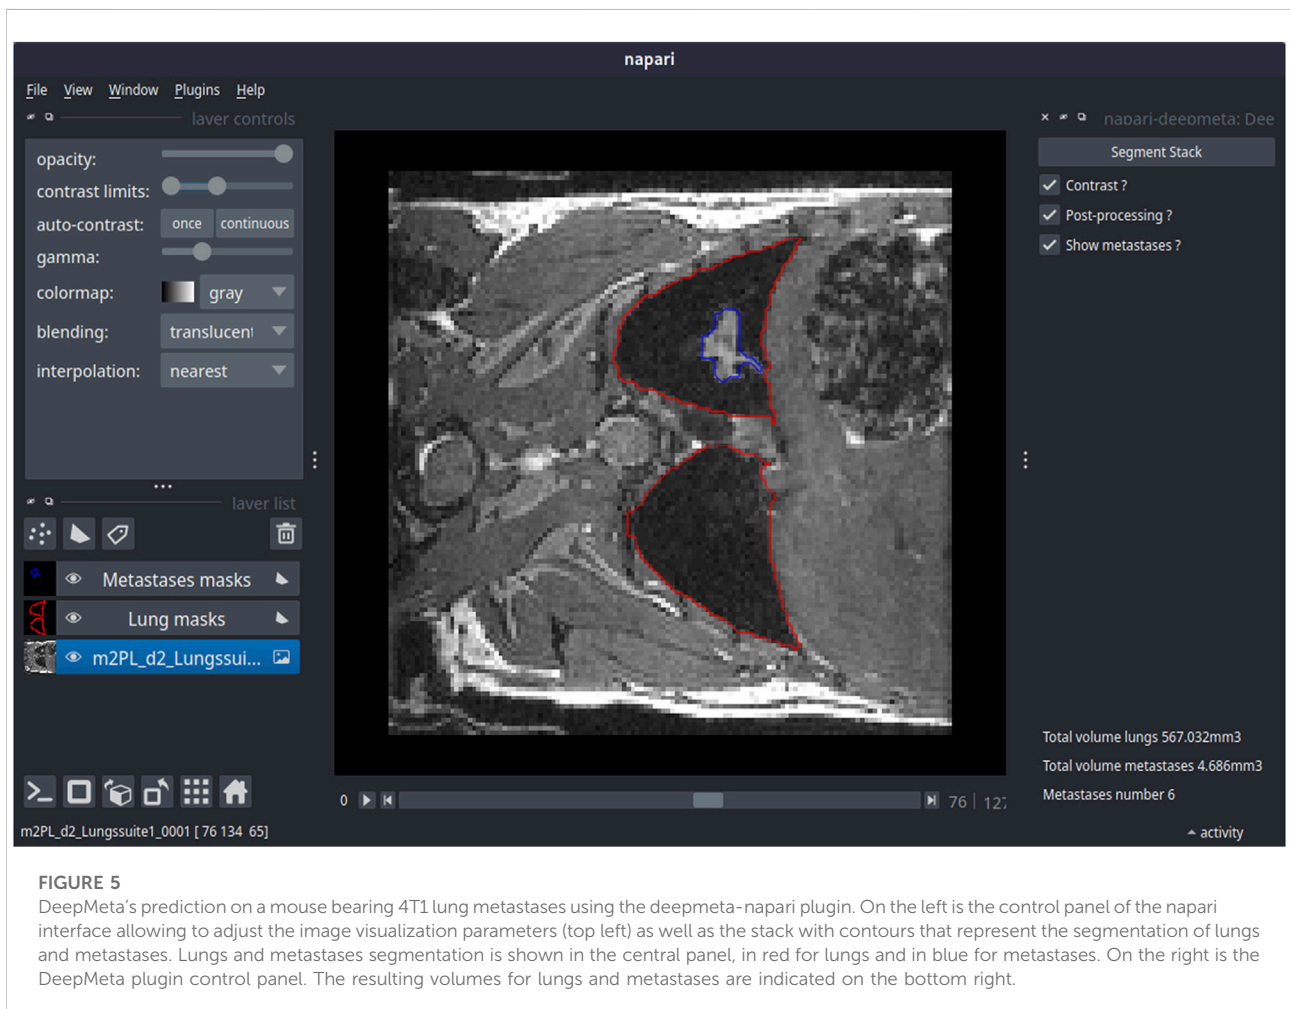 napari
File View Window Plugins Help
layer controls
opacity:
contrast limits:
auto-contrast: once continuous
gamma:
colormap: gray
blending: translucent
interpolation: nearest
layer list
Metastases masks
Lung masks
m2PL_d2_Lungssui...
m2PL_d2_Lungssuite1_0001 [ 76 134 65]
0 76 127
napari-deepmeta: Dee
Segment Stack
Contrast ?
Post-processing ?
Show metastases ?
Total volume lungs 567.032mm3
Total volume metastases 4.686mm3
Metastases number 6
activity
FIGURE 5
DeepMeta's prediction on a mouse bearing 4T1 lung metastases using the deepmeta-napari plugin. On the left is the control panel of the napari
interface allowing to adjust the image visualization parameters (top left) as well as the stack with contours that represent the segmentation of lungs
and metastases. Lungs and metastases segmentation is shown in the central panel, in red for lungs and in blue for metastases. On the right is the
DeepMeta plugin control panel. The resulting volumes for lungs and metastases are indicated on the bottom right.